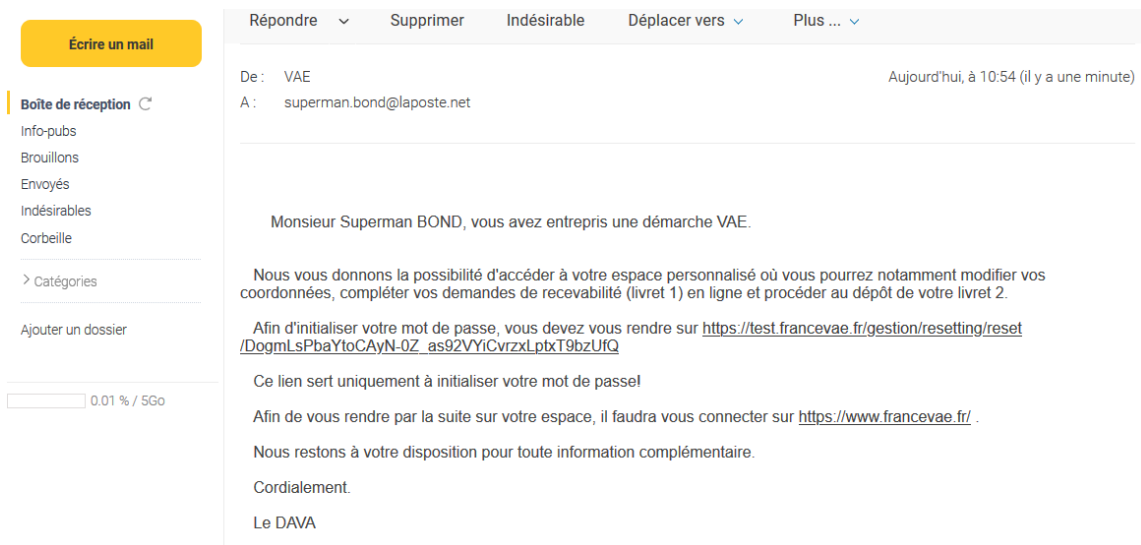 Répondre Supprimer Indésirable Déplacer vers Plus ...
Écrire un mail
De : VAE Aujourd'hui, à 10:54 (il y a une minute)
A : superman.bond@laposte.net
Boîte de réception
Info-pubs
Brouillons
Envoyés
Indésirables
Corbeille
Catégories
Ajouter un dossier
0.01 % / 5Go
Monsieur Superman BOND, vous avez entrepris une démarche VAE.
Nous vous donnons la possibilité d'accéder à votre espace personnalisé où vous pourrez notamment modifier vos
coordonnées, compléter vos demandes de recevabilité (livret 1) en ligne et procéder au dépôt de votre livret 2.
Afin d'initialiser votre mot de passe, vous devez vous rendre sur https://test.francevae.fr/gestion/resetting/reset
/DogmLsPbaYtoCAyN-0Z_as92VYiCvrzxLptxT9bzUfQ
Ce lien sert uniquement à initialiser votre mot de passe!
Afin de vous rendre par la suite sur votre espace, il faudra vous connecter sur https://www.francevae.fr/ .
Nous restons à votre disposition pour toute information complémentaire.
Cordialement.
Le DAVA